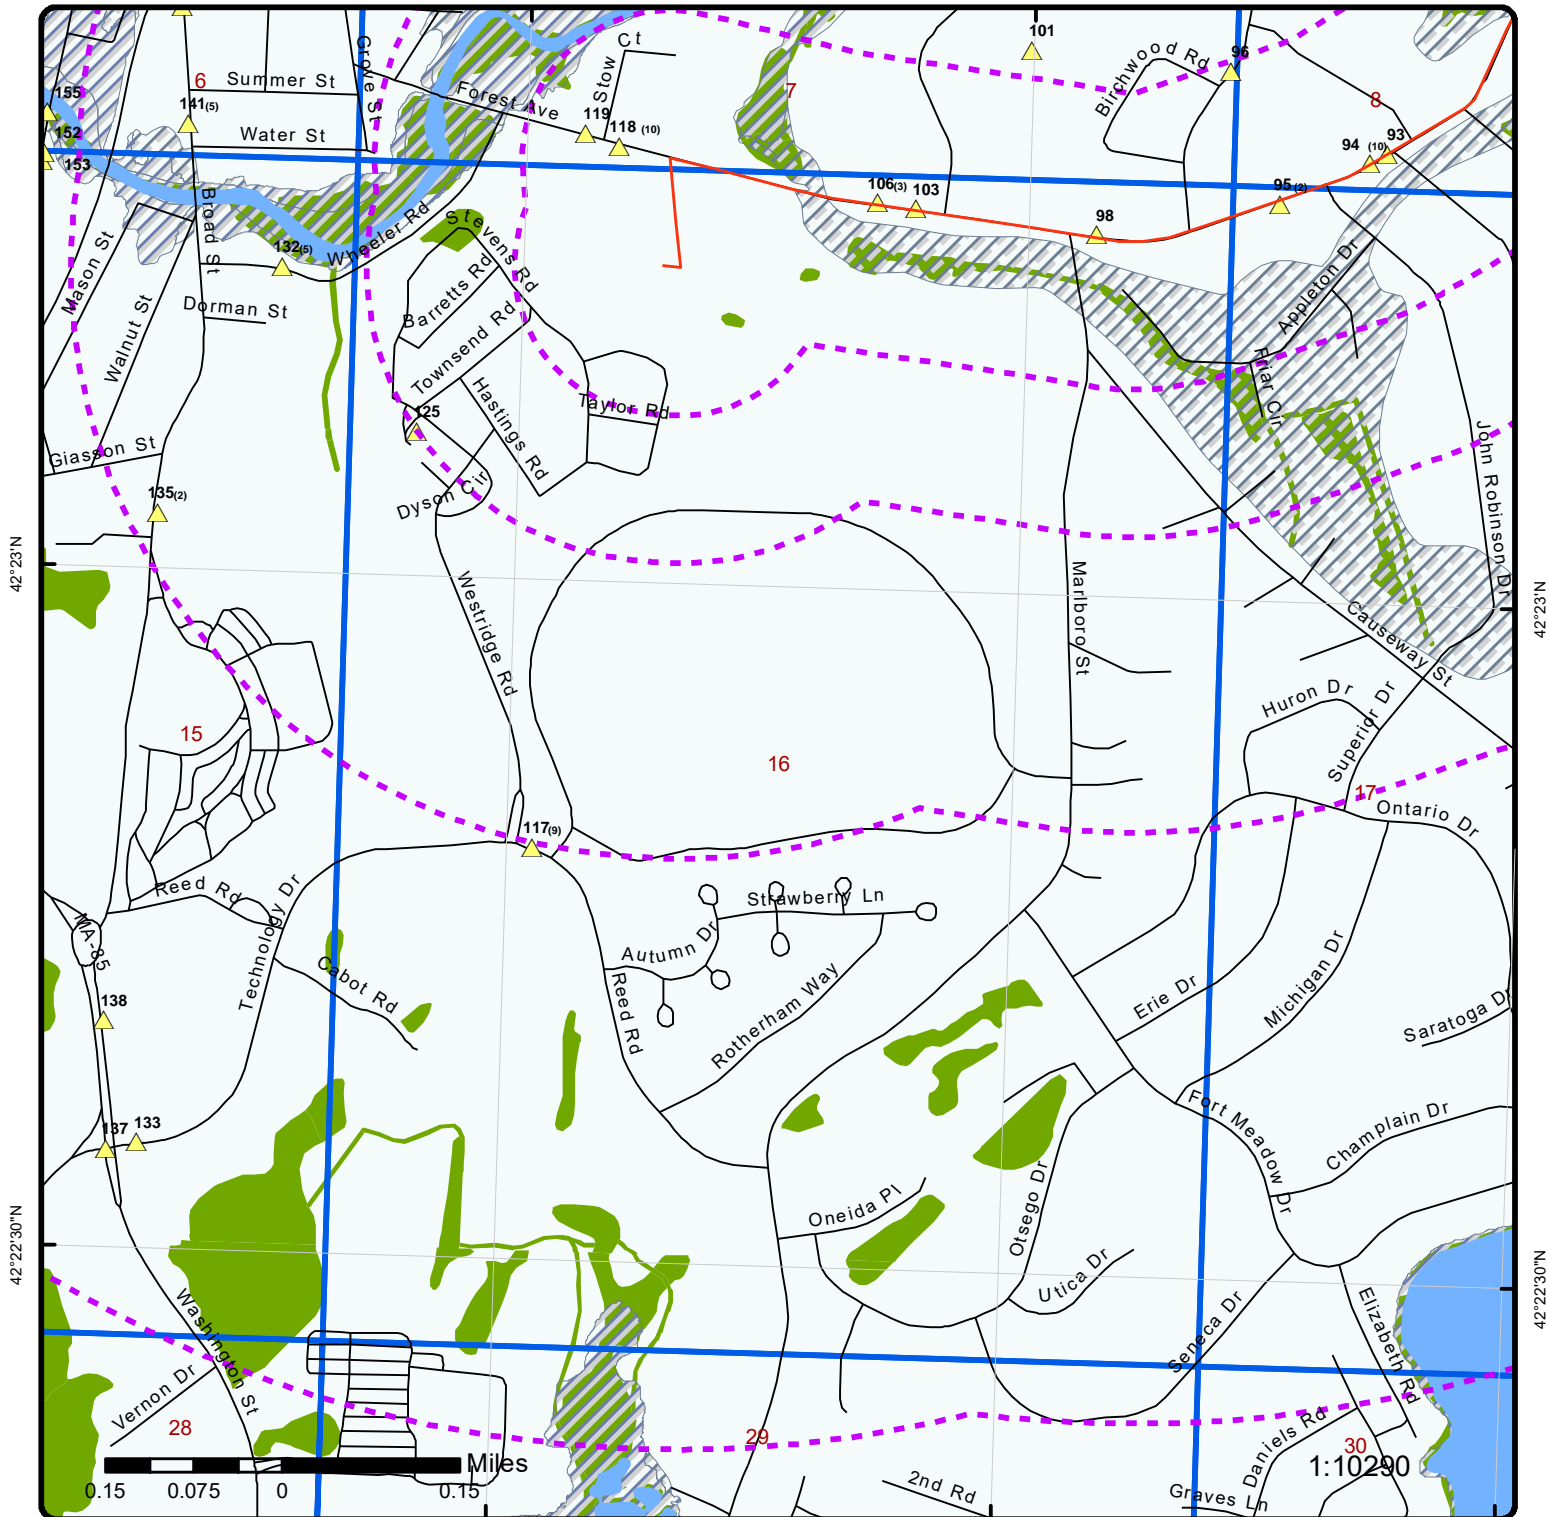 101
Birchwood Rd
96
8
93
94 (10)
95(2)
155
6
Summer St
Grove St
141(5)
152
153
Water St
Forest Ave
Stow Ct
119
118 (10)
7
106(3)
103
98
Broad St
132(5)
Wheeler Rd
Stevens Rd
Mason St
Walnut St
Dorman St
Barretts Rd
Townsend Rd
Hastings Rd
Taylor Rd
125
Appleton Dr
Friar Cir
John Robinson Dr
Giasson St
135(2)
Dyson Cir
42°23'N
42°23'N
Westridge Rd
Marlboro St
Causeway St
Huron Dr
Superior Dr
15
16
17
Ontario Dr
117(9)
Reed Rd
Technology Dr
MA-85
Strawberry Ln
Autumn Dr
Cabot Rd
Reed Rd
Rotherham Way
Erie Dr
Michigan Dr
Saratoga Dr
138
137
133
Fort Meadow Dr
Champlain Dr
Oneida Pl
Otsego Dr
Utica Dr
42°22'30"N
42°22'30"N
Washington St
Vernon Dr
Seneca Dr
Elizabeth Rd
28
29
30
Daniels Rd
Graves Ln
2nd Rd
Miles
0.15
0.075
0
0.15
1:10290